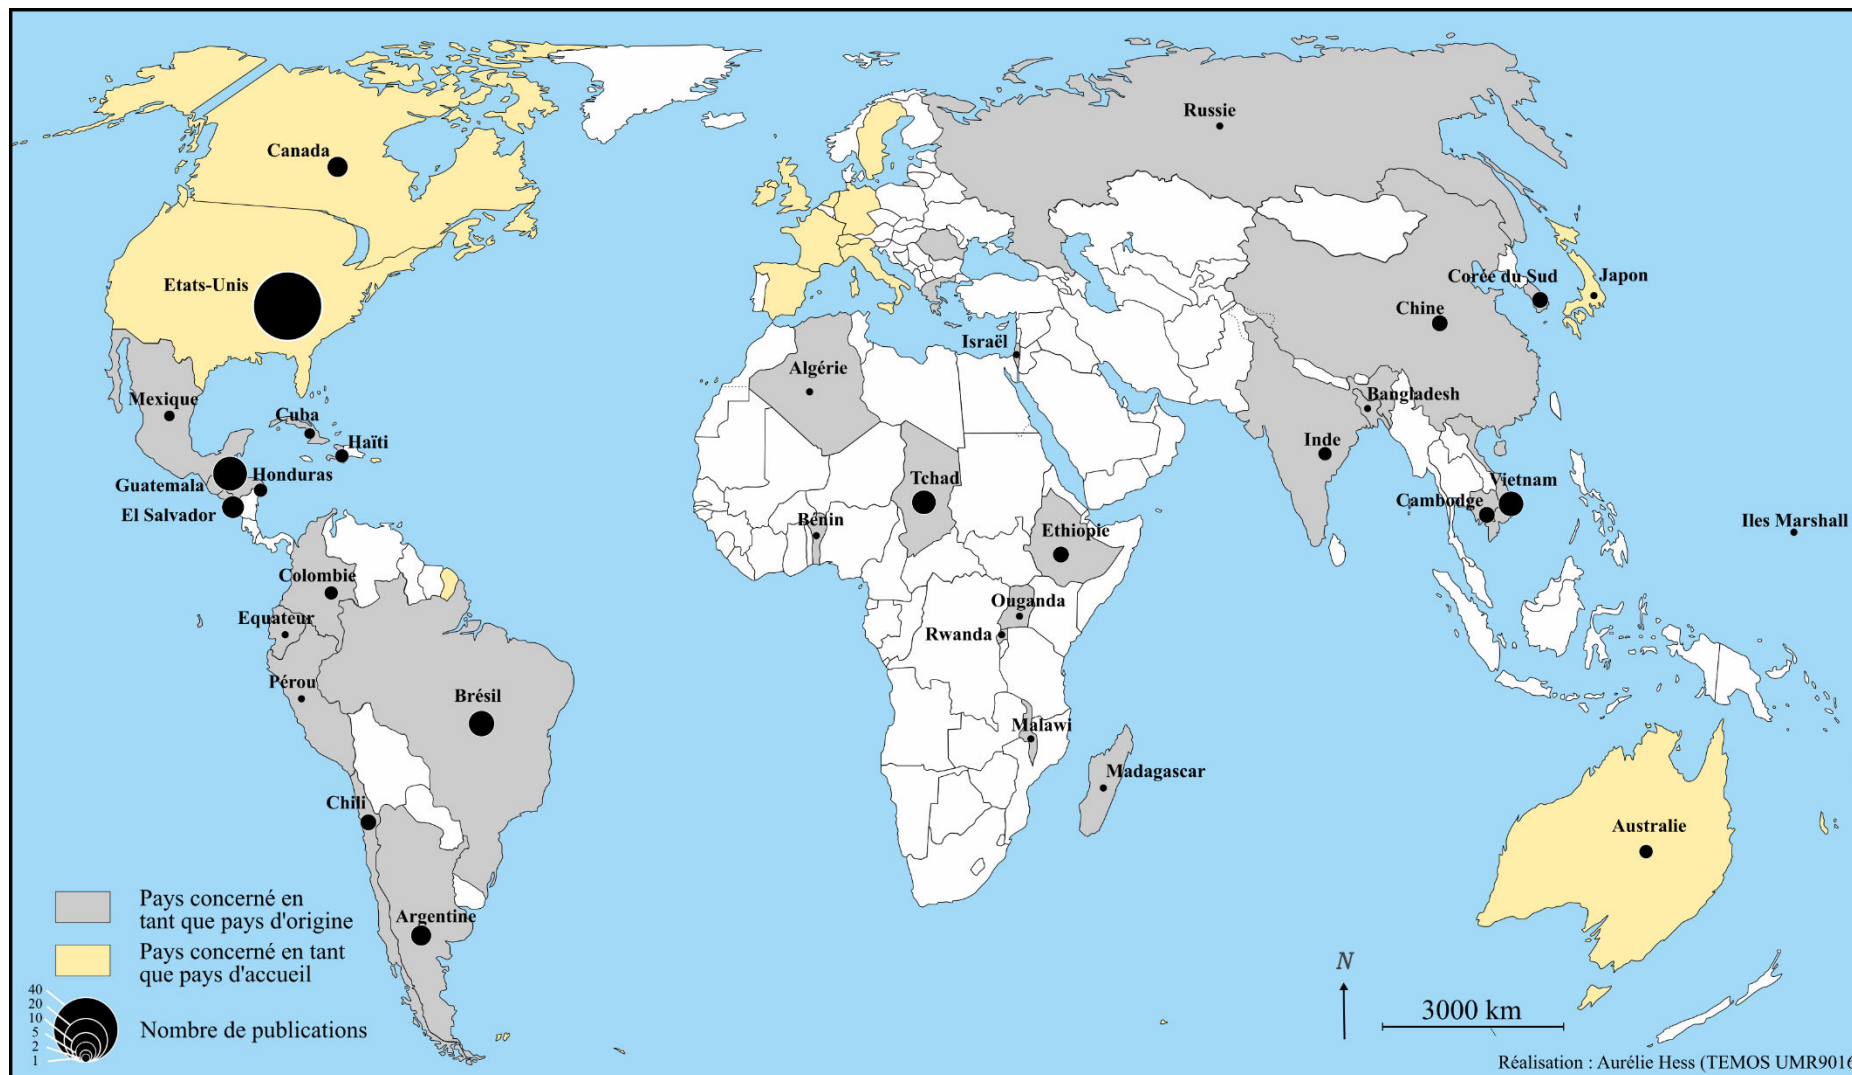 Russie
Canada
Etats-Unis
Corée du Sud
Japon
Chine
Israël
Algérie
Mexique
Cuba
Bangladesh
Haïti
Inde
Guatemala
Honduras
Tchad
Vietnam
El Salvador
Cambodge
Bénin
Ethiopie
Iles Marshall
Colombie
Equateur
Ouganda
Rwanda
Pérou
Brésil
Malawi
Madagascar
Chili
Australie
Argentine
Pays concerné en
tant que pays d'origine
Pays concerné en tant
que pays d'accueil
40
20
10
5
2
1
Nombre de publications
N
3000 km
Réalisation : Aurélie Hess (TEMOS UMR9016